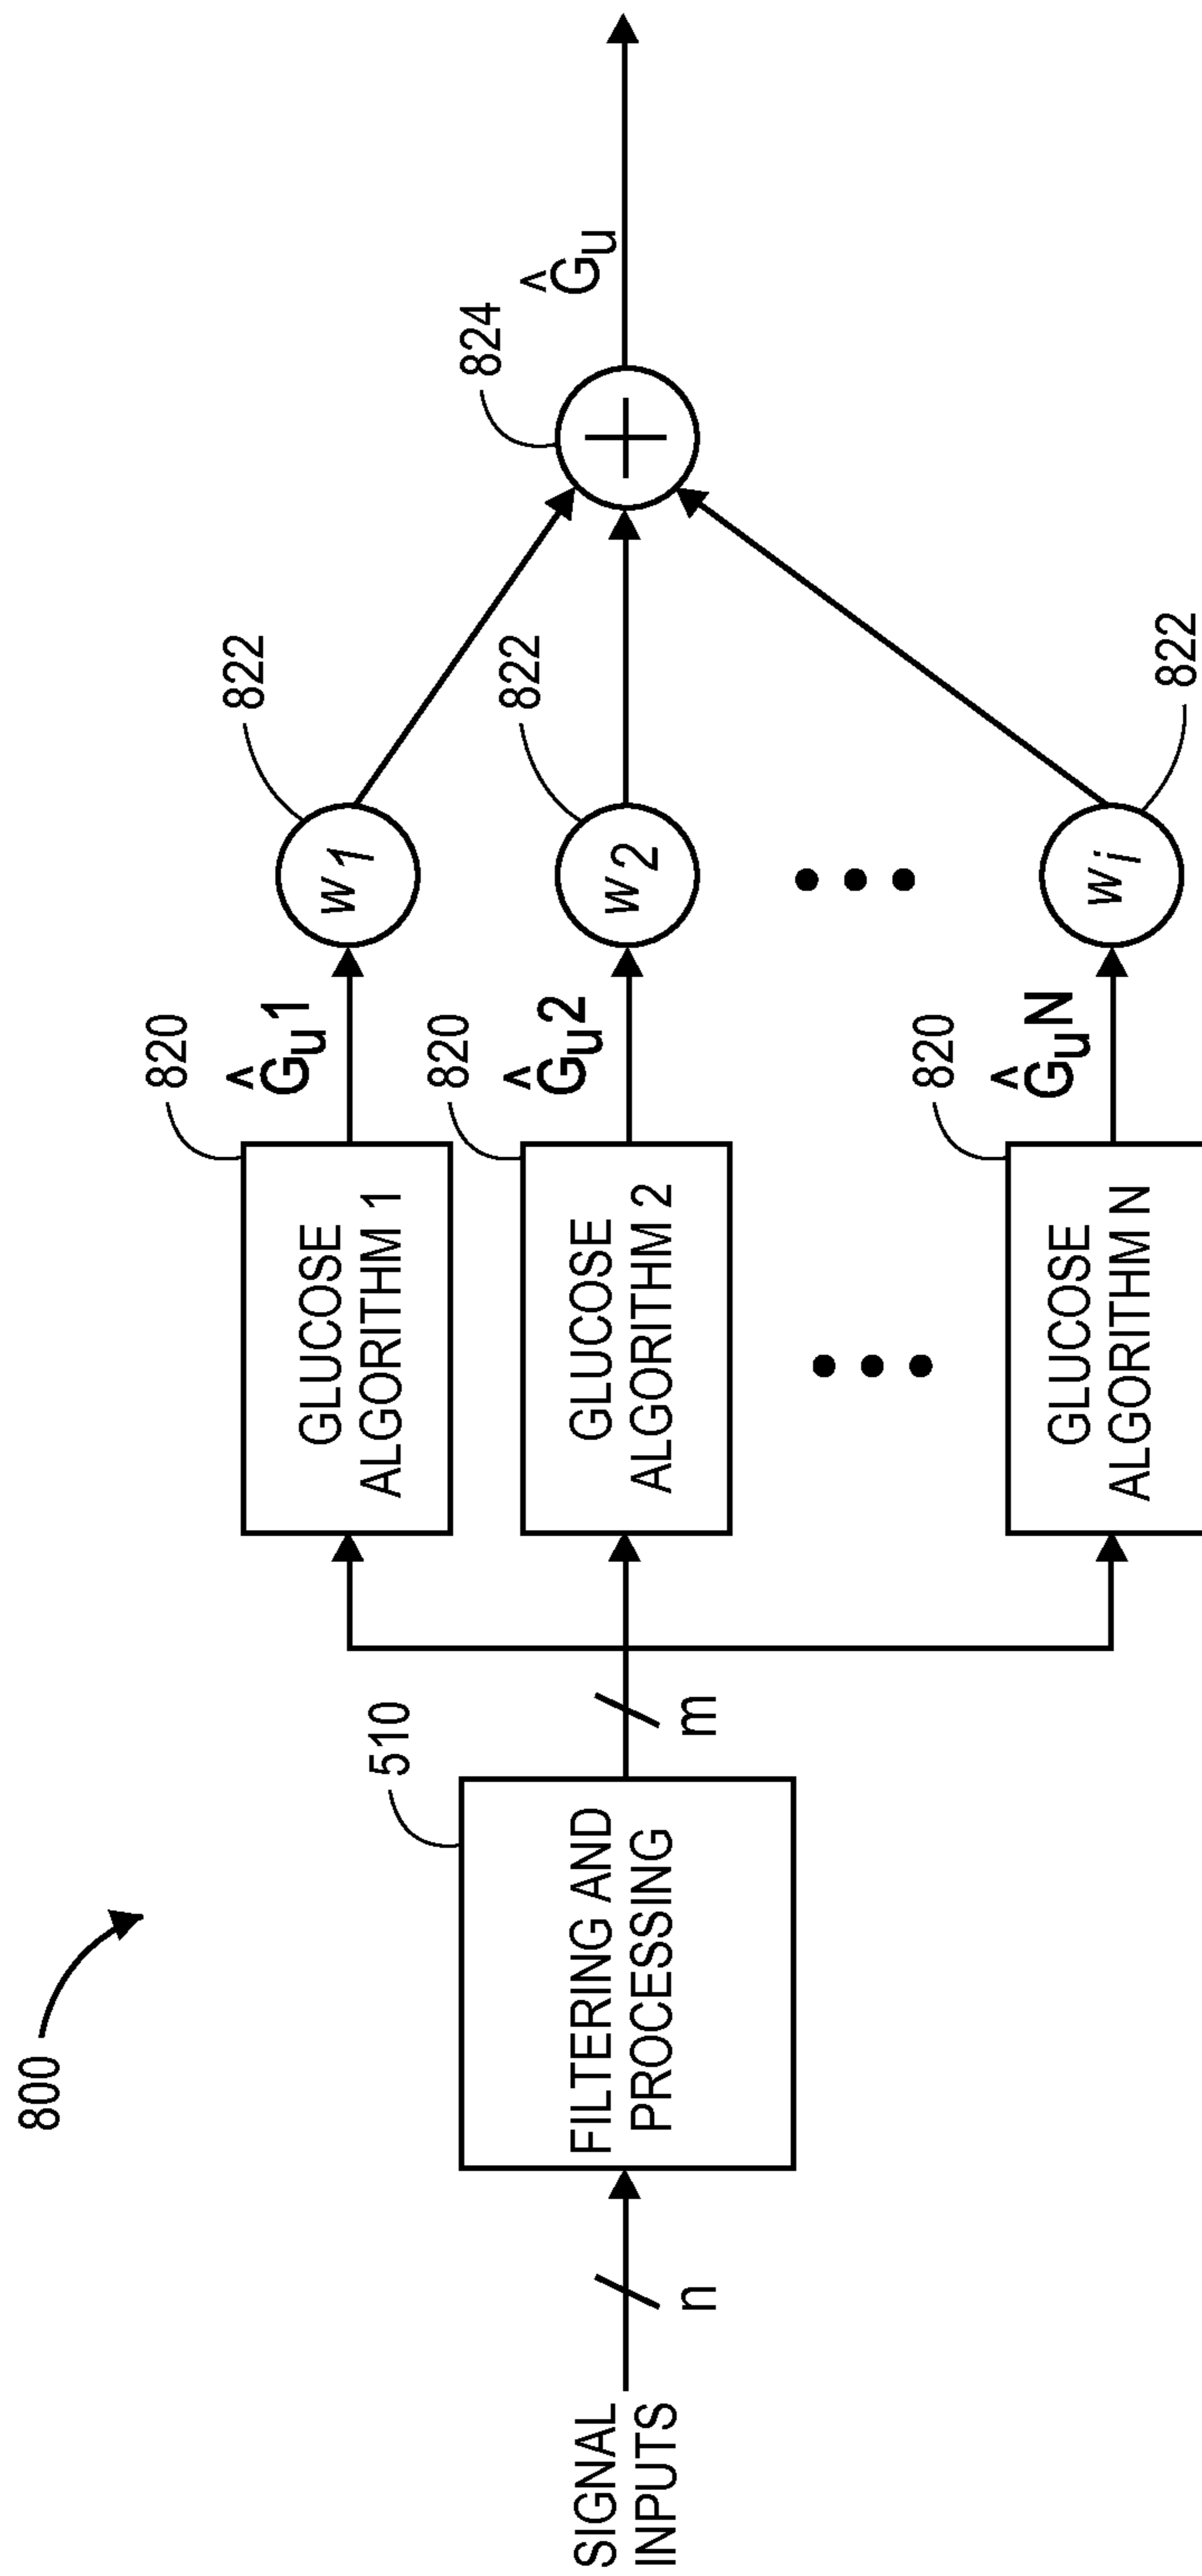 800
SIGNAL
INPUTS
n
FILTERING AND
PROCESSING
510
m
GLUCOSE
ALGORITHM 1
820
Ĝu1
w1
822
GLUCOSE
ALGORITHM 2
820
Ĝu2
w2
822
GLUCOSE
ALGORITHM N
820
ĜuN
wi
822
+
824
Ĝu